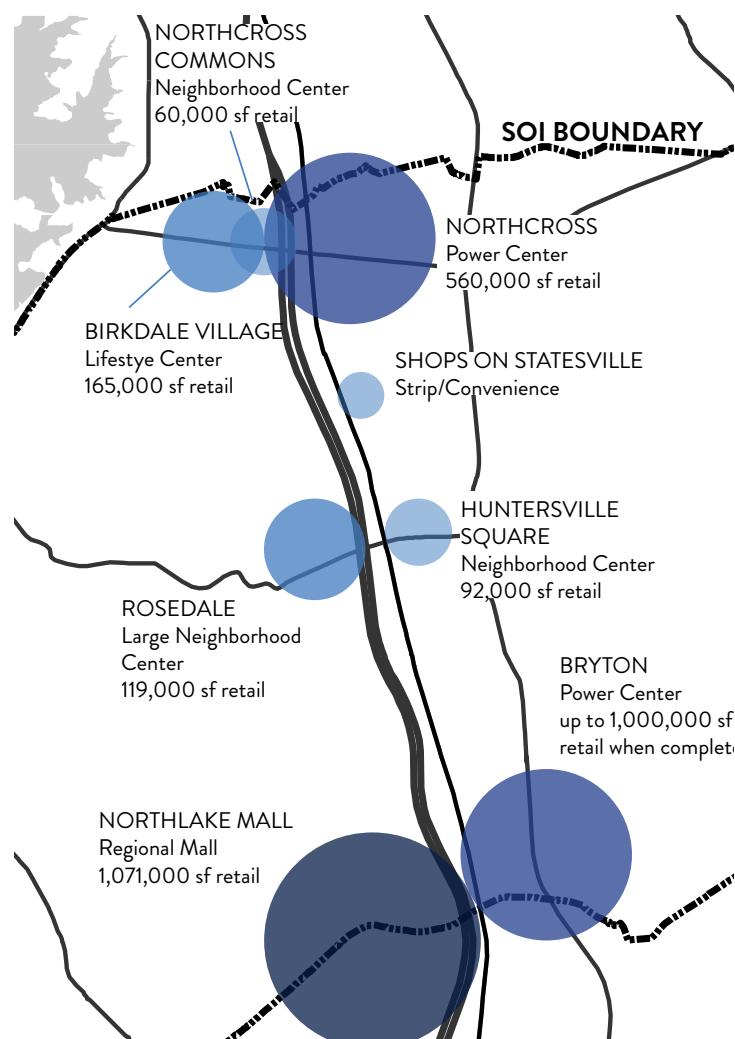 NORTHCROSS
COMMONS
Neighborhood Center
60,000 sf retail
SOI BOUNDARY
NORTHCROSS
Power Center
560,000 sf retail
BIRKDALE VILLAGE
Lifestye Center
165,000 sf retail
SHOPS ON STATESVILLE
Strip/Convenience
HUNTERSVILLE
SQUARE
Neighborhood Center
92,000 sf retail
ROSEDALE
Large Neighborhood
Center
119,000 sf retail
BRYTON
Power Center
up to 1,000,000 sf
retail when complete
NORTHLAKE MALL
Regional Mall
1,071,000 sf retail